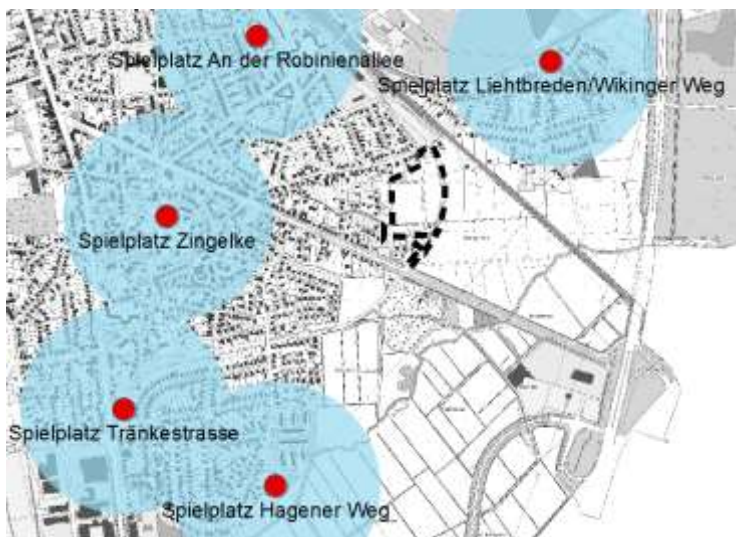 Spielplatz An der Robinienallee
Spielplatz Liehtbreden/Wikinger Weg
Spielplatz Zingelke
Spielplatz Tränkestrasse
Spielplatz Hagener Weg